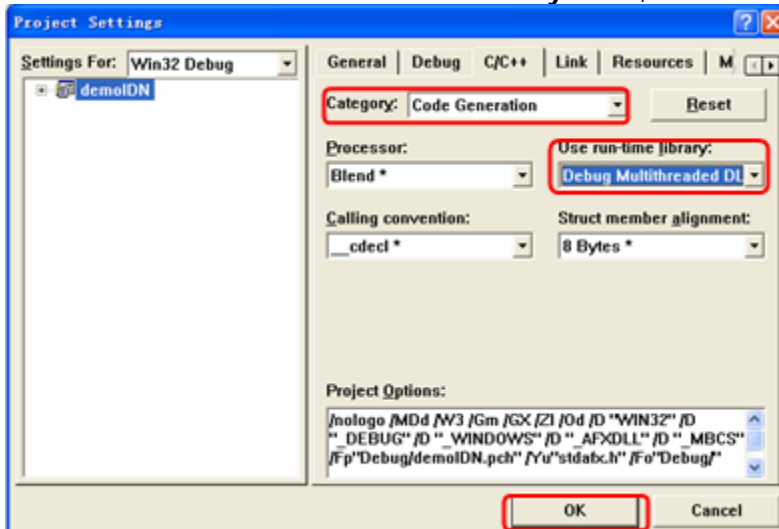 Project Settings
Settings For: Win32 Debug
demoIDN
General Debug C/C++ Link Resources M
Category: Code Generation
Reset
Processor:
Use run-time library:
Blend *
Debug Multithreaded DL
Calling convention:
Struct member alignment:
__cdecl *
8 Bytes *
Project Options:
/nologo /MDd /W3 /Gm /GX /ZI /Od /D "WIN32" /D
"_DEBUG" /D "_WINDOWS" /D "_AFXDLL" /D "_MBCS"
/Fp"Debug/demoIDN.pch" /Yu"stdafx.h" /Fo"Debug/"
OK
Cancel